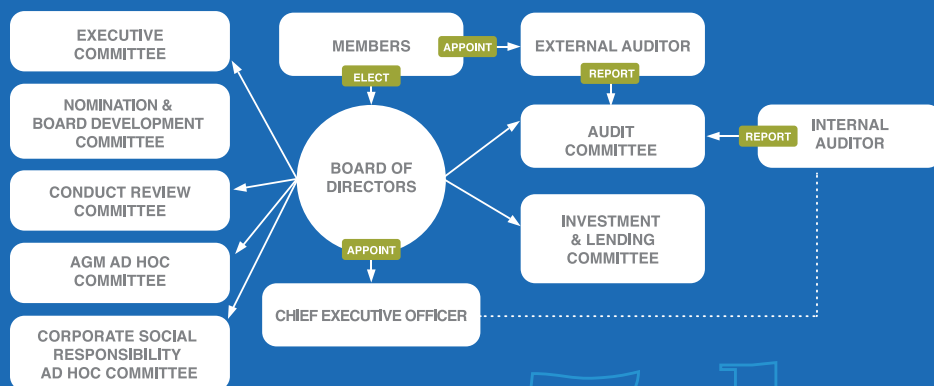 EXECUTIVE
COMMITTEE
NOMINATION &
BOARD DEVELOPMENT
COMMITTEE
CONDUCT REVIEW
COMMITTEE
AGM AD HOC
COMMITTEE
CORPORATE SOCIAL
RESPONSIBILITY
AD HOC COMMITTEE
MEMBERS
APPOINT
EXTERNAL AUDITOR
ELECT
REPORT
BOARD OF
DIRECTORS
AUDIT
COMMITTEE
REPORT
INTERNAL
AUDITOR
INVESTMENT
& LENDING
COMMITTEE
APPOINT
CHIEF EXECUTIVE OFFICER